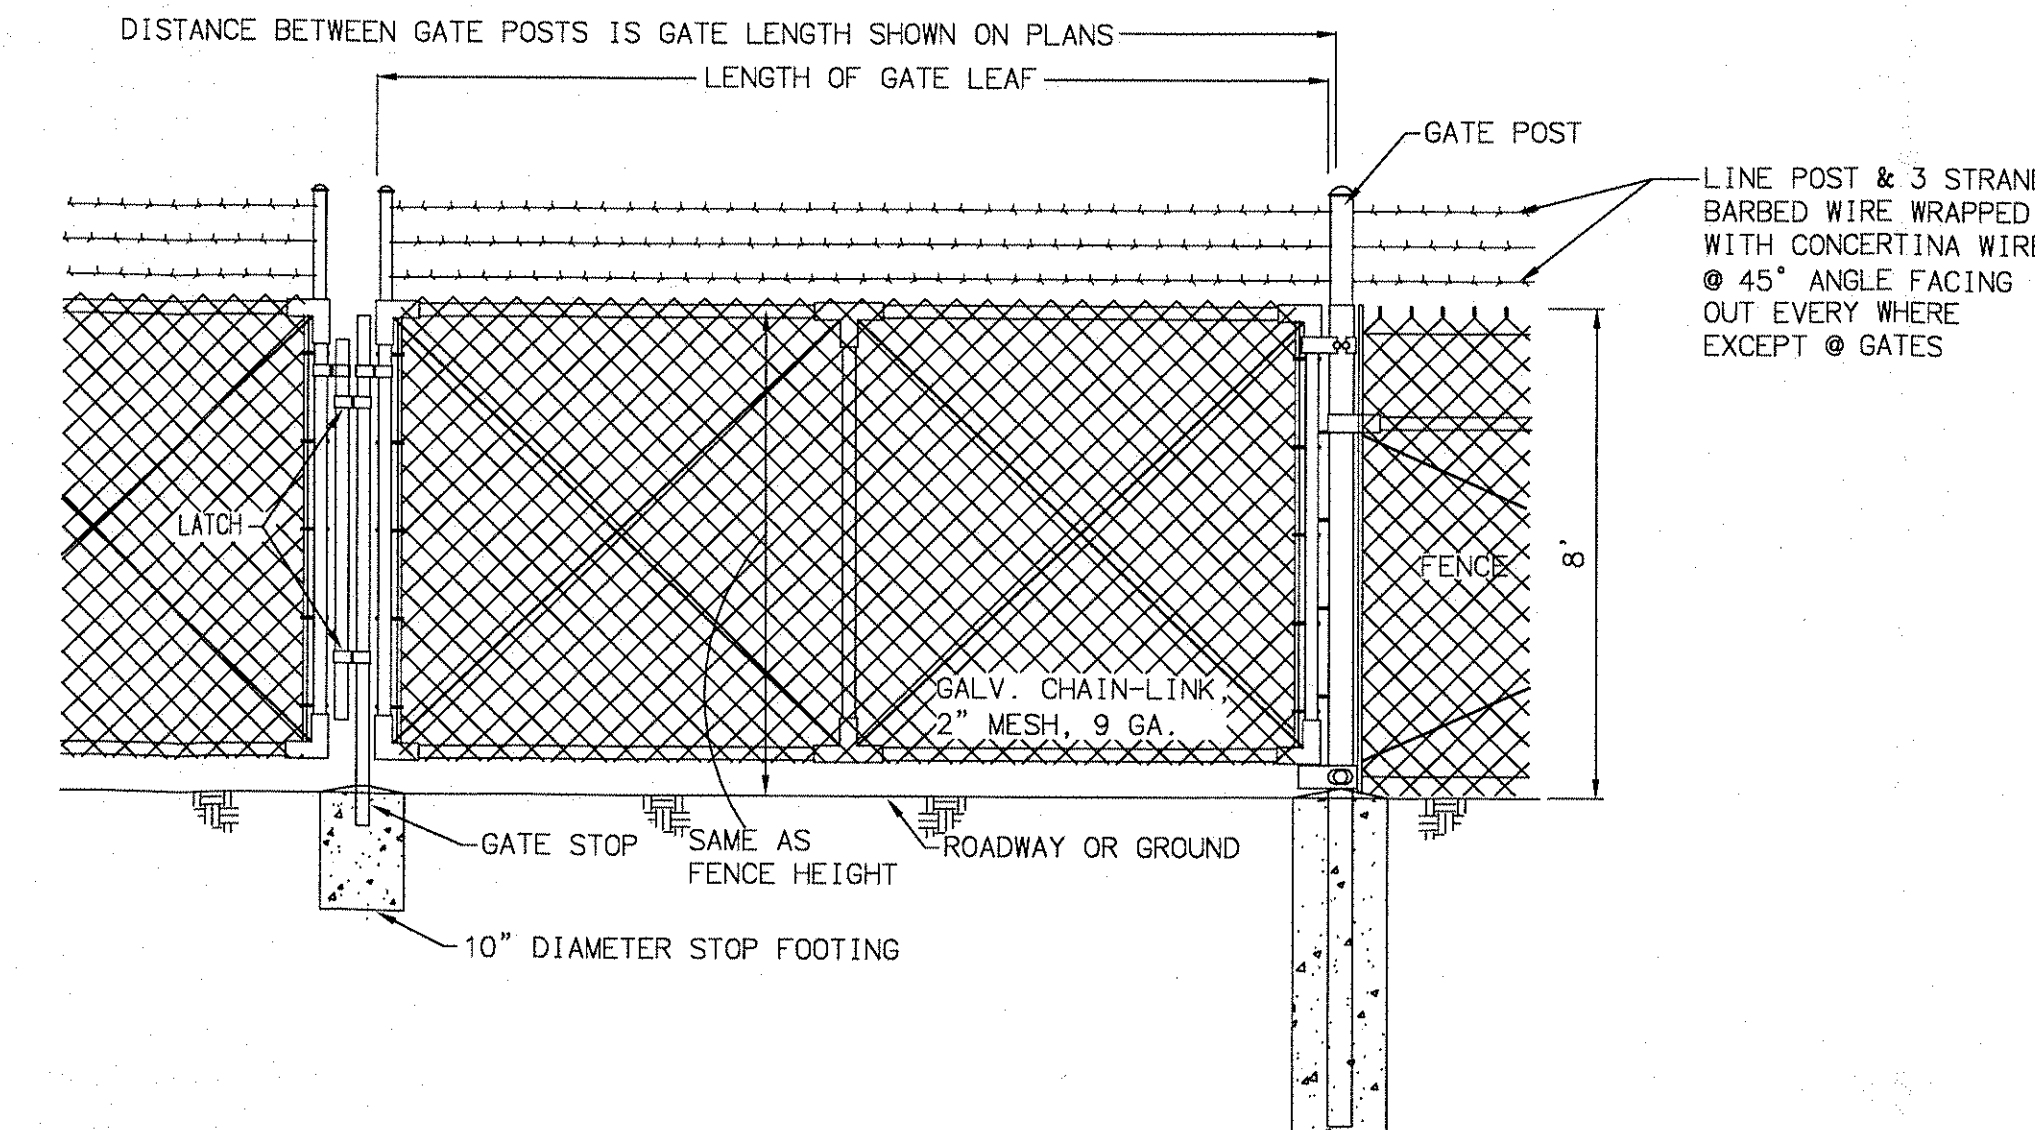 DISTANCE BETWEEN GATE POSTS IS GATE LENGTH SHOWN ON PLANS
LENGTH OF GATE LEAF
GATE POST
LINE POST & 3 STRAND
BARBED WIRE WRAPPED
WITH CONCERTINA WIRE
@ 45° ANGLE FACING
OUT EVERY WHERE
EXCEPT @ GATES
LATCH
FENCE
8'
GALV. CHAIN-LINK,
2" MESH, 9 GA.
GATE STOP
SAME AS
FENCE HEIGHT
ROADWAY OR GROUND
10" DIAMETER STOP FOOTING